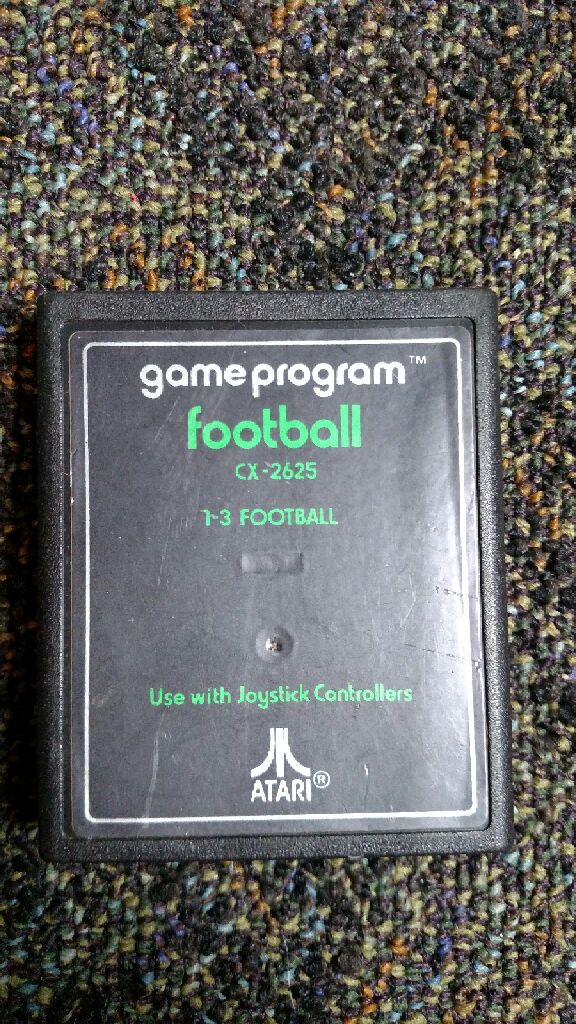 game program™
football
CX-2625
1-3 FOOTBALL
Use with Joystick Controllers
ATARI®